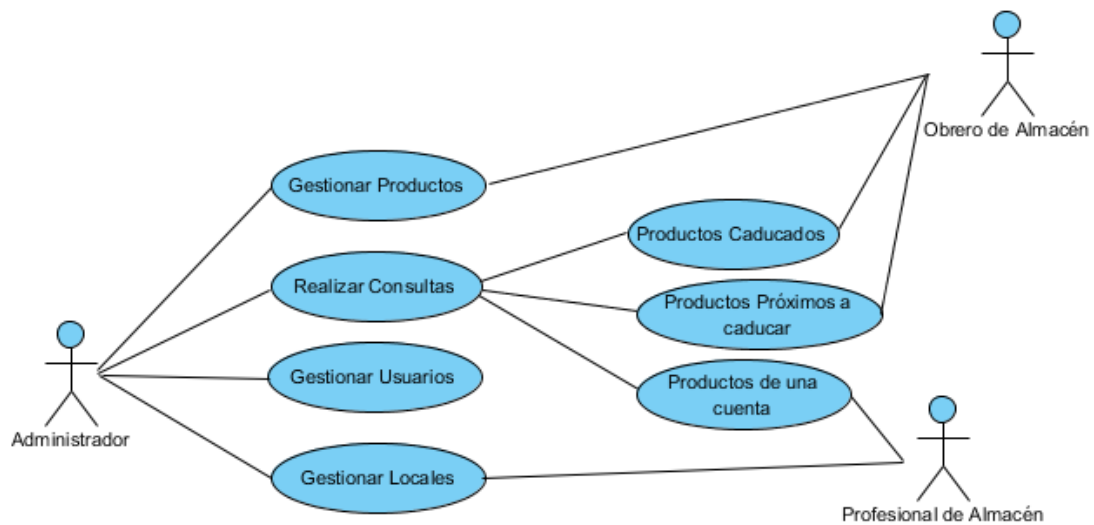 Obrero de Almacén
Gestionar Productos
Productos Caducados
Realizar Consultas
Productos Próximos a
caducar
Gestionar Usuarios
Productos de una
cuenta
Administrador
Gestionar Locales
Profesional de Almacén